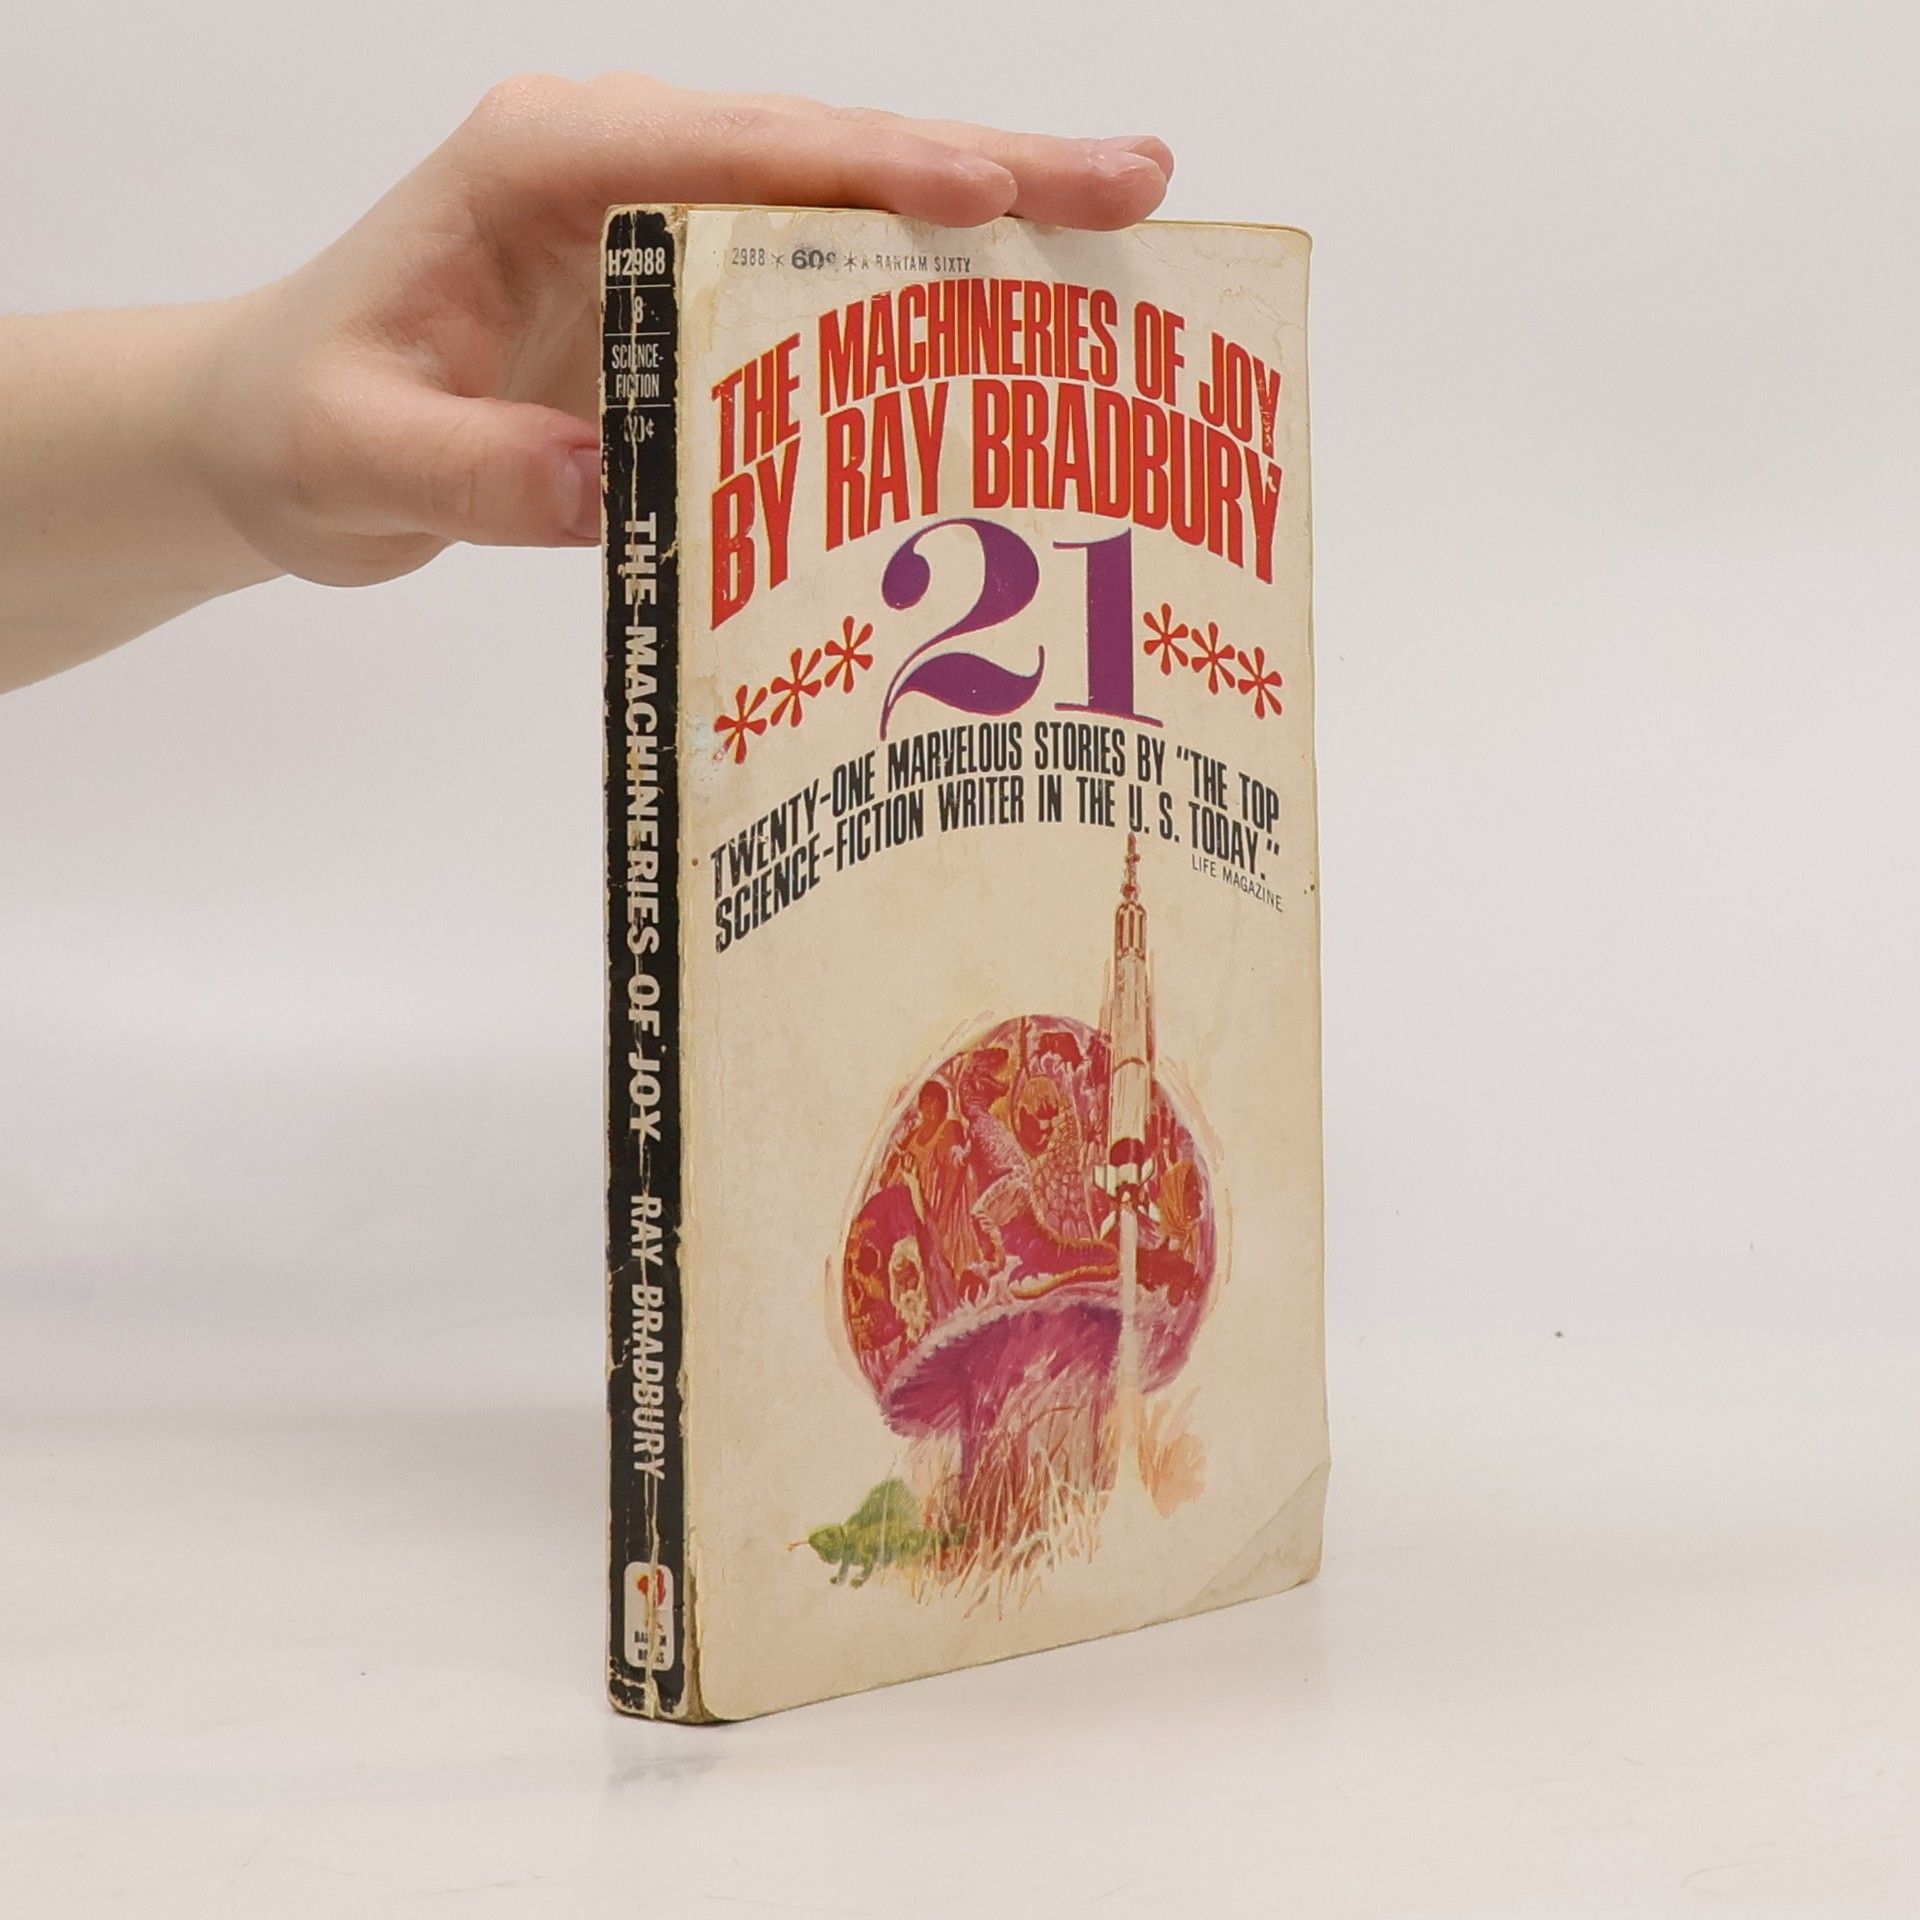 H2988
8
SCIENCE-
FICTION
THE MACHINERIES OF JOY RAY BRADBURY
2988 * 60¢ * A BANTAM SIXTY
THE MACHINERIES OF JOY
BY RAY BRADBURY
21
TWENTY-ONE MARVELOUS STORIES BY "THE TOP
SCIENCE-FICTION WRITER IN THE U. S. TODAY."
LIFE MAGAZINE